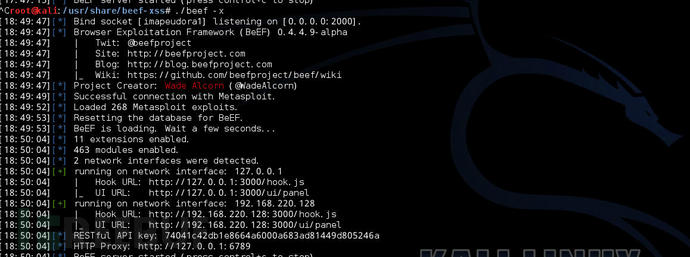 ^Croot@kali:/usr/share/beef-xss# ./beef -x
[18:49:47][*] Bind socket [imapeudora1] listening on [0.0.0.0:2000].
[18:49:47][*] Browser Exploitation Framework (BeEF) 0.4.4.9-alpha
[18:49:47]    |   Twit: @beefproject
[18:49:47]    |   Site: http://beefproject.com
[18:49:47]    |   Blog: http://blog.beefproject.com
[18:49:47]    |_  Wiki: https://github.com/beefproject/beef/wiki
[18:49:47][*] Project Creator: Wade Alcorn (@WadeAlcorn)
[18:49:49][*] Successful connection with Metasploit.
[18:49:52][*] Loaded 268 Metasploit exploits.
[18:49:53][*] Resetting the database for BeEF.
[18:49:53][*] BeEF is loading. Wait a few seconds...
[18:50:04][*] 11 extensions enabled.
[18:50:04][*] 463 modules enabled.
[18:50:04][*] 2 network interfaces were detected.
[18:50:04][+] running on network interface: 127.0.0.1
[18:50:04]    |   Hook URL: http://127.0.0.1:3000/hook.js
[18:50:04]    |_  UI URL:   http://127.0.0.1:3000/ui/panel
[18:50:04][+] running on network interface: 192.168.220.128
[18:50:04]    |   Hook URL: http://192.168.220.128:3000/hook.js
[18:50:04]    |_  UI URL:   http://192.168.220.128:3000/ui/panel
[18:50:04][*] RESTful API key: 74041c42db1e8664a6000a683ad81449d805246a
[18:50:04][*] HTTP Proxy: http://127.0.0.1:6789
[18:50:04][*] BeEF server started (press control+c to stop)
KALI LINUX